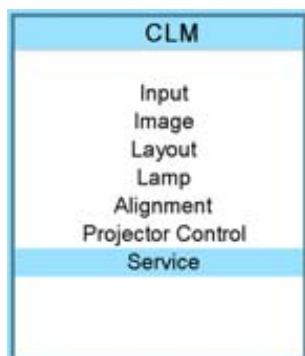 CLM
Input
Image
Layout
Lamp
Alignment
Projector Control
Service